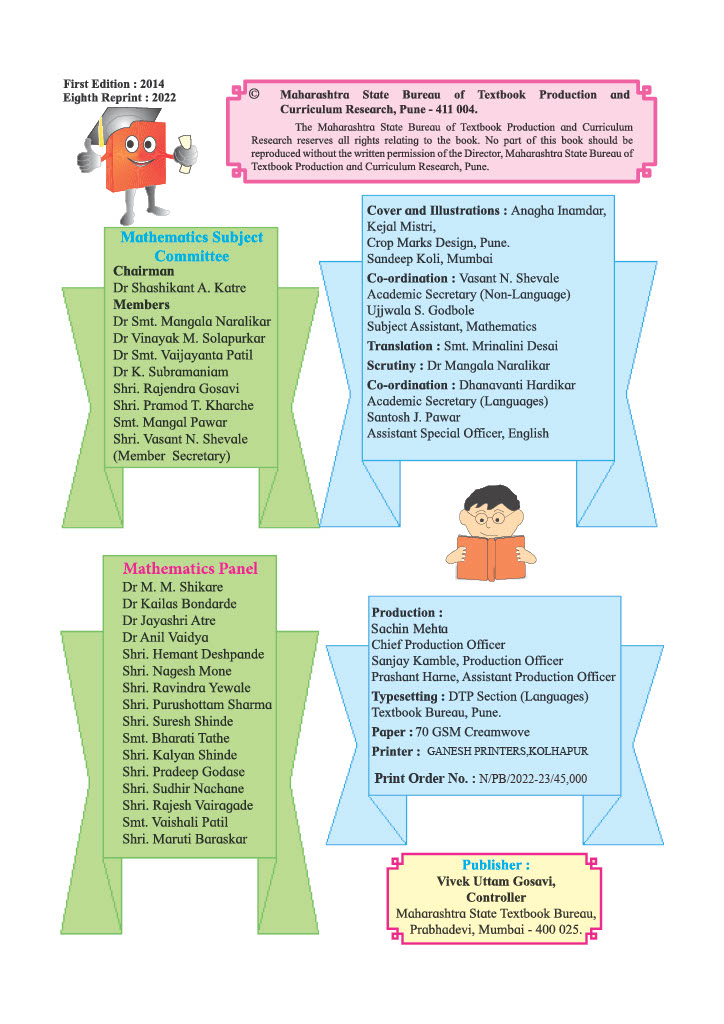 First Edition : 2014
Eighth Reprint : 2022
© Maharashtra State Bureau of Textbook Production and
Curriculum Research, Pune - 411 004.
The Maharashtra State Bureau of Textbook Production and Curriculum
Research reserves all rights relating to the book. No part of this book should be
reproduced without the written permission of the Director, Maharashtra State Bureau of
Textbook Production and Curriculum Research, Pune.
Mathematics Subject
Committee
Chairman
Dr Shashikant A. Katre
Members
Dr Smt. Mangala Naralikar
Dr Vinayak M. Solapurkar
Dr Smt. Vaijayanta Patil
Dr K. Subramaniam
Shri. Rajendra Gosavi
Shri. Pramod T. Kharche
Smt. Mangal Pawar
Shri. Vasant N. Shevale
(Member Secretary)
Cover and Illustrations : Anagha Inamdar,
Kejal Mistri,
Crop Marks Design, Pune.
Sandeep Koli, Mumbai
Co-ordination : Vasant N. Shevale
Academic Secretary (Non-Language)
Ujjwala S. Godbole
Subject Assistant, Mathematics
Translation : Smt. Mrinalini Desai
Scrutiny : Dr Mangala Naralikar
Co-ordination : Dhanavanti Hardikar
Academic Secretary (Languages)
Santosh J. Pawar
Assistant Special Officer, English
Mathematics Panel
Dr M. M. Shikare
Dr Kailas Bondarde
Dr Jayashri Atre
Dr Anil Vaidya
Shri. Hemant Deshpande
Shri. Nagesh Mone
Shri. Ravindra Yewale
Shri. Purushottam Sharma
Shri. Suresh Shinde
Smt. Bharati Tathe
Shri. Kalyan Shinde
Shri. Pradeep Godase
Shri. Sudhir Nachane
Shri. Rajesh Vairagade
Smt. Vaishali Patil
Shri. Maruti Baraskar
Production :
Sachin Mehta
Chief Production Officer
Sanjay Kamble, Production Officer
Prashant Harne, Assistant Production Officer
Typesetting : DTP Section (Languages)
Textbook Bureau, Pune.
Paper : 70 GSM Creamwove
Printer : GANESH PRINTERS,KOLHAPUR
Print Order No. : N/PB/2022-23/45,000
Publisher :
Vivek Uttam Gosavi,
Controller
Maharashtra State Textbook Bureau,
Prabhadevi, Mumbai - 400 025.